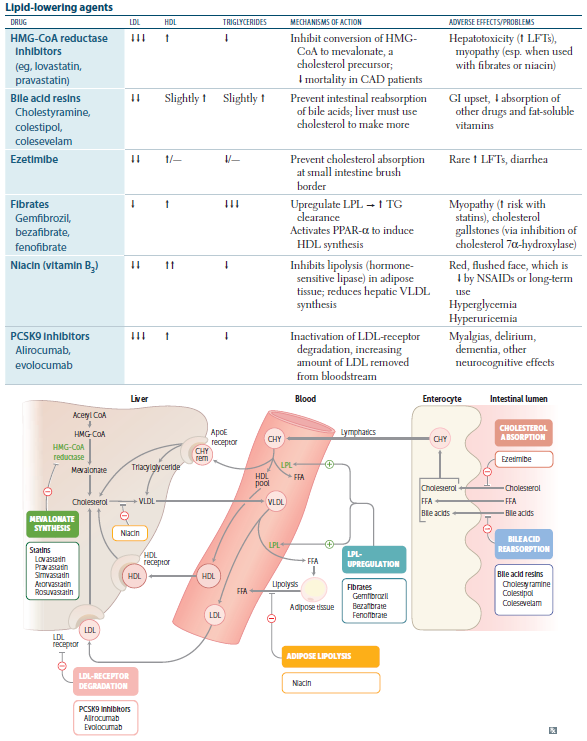 Lipid-lowering agents
DRUG LDL HDL TRIGLYCERIDES MECHANISMS OF ACTION ADVERSE EFFECTS/PROBLEMS
HMG-CoA reductase inhibitors (eg, lovastatin, pravastatin)
↓↓↓ ↑ ↓
Inhibit conversion of HMG-
CoA to mevalonate, a
cholesterol precursor;
↓ mortality in CAD patients
Hepatotoxicity (↑ LFTs),
myopathy (esp. when used
with fibrates or niacin)
Bile acid resins
Cholestyramine,
colestipol,
colesevelam
↓↓ Slightly ↑ Slightly ↑
Prevent intestinal reabsorption
of bile acids; liver must use
cholesterol to make more
GI upset, ↓ absorption of
other drugs and fat-soluble
vitamins
Ezetimibe
↓↓ ↑/— ↓/—
Prevent cholesterol absorption
at small intestine brush
border
Rare ↑ LFTs, diarrhea
Fibrates
Gemfibrozil,
bezafibrate,
fenofibrate
↓ ↑ ↓↓↓
Upregulate LPL → ↑ TG
clearance
Activates PPAR-α to induce
HDL synthesis
Myopathy (↑ risk with
statins), cholesterol
gallstones (via inhibition of
cholesterol 7α-hydroxylase)
Niacin (vitamin B3)
↓↓ ↑↑ ↓
Inhibits lipolysis (hormone-
sensitive lipase) in adipose
tissue; reduces hepatic VLDL
synthesis
Red, flushed face, which is
↓ by NSAIDs or long-term
use
Hyperglycemia
Hyperuricemia
PCSK9 inhibitors
Alirocumab,
evolocumab
↓↓↓ ↑ ↓
Inactivation of LDL-receptor
degradation, increasing
amount of LDL removed
from bloodstream
Myalgias, delirium,
dementia, other
neurocognitive effects
Liver Blood Enterocyte Intestinal lumen
Acetyl CoA
HMG-CoA
HMG-CoA
reductase
Mevalonate
Cholesterol
VLDL
Triacylglyceride
CHY
rem
ApoE
receptor
Niacin
MEVALONATE
SYNTHESIS
Statins
Lovastatin
Pravastatin
Simvastatin
Atorvastatin
Rosuvastatin
HDL
receptor
HDL
LDL
LDL
receptor
LDL-RECEPTOR
DEGRADATION
PCSK9 inhibitors
Alirocumab
Evolocumab
CHY
LPL
FFA
HDL
pool
VLDL
LPL
FFA
HDL
FFA
Lipolysis
Adipose tissue
LDL
ADIPOSE LIPOLYSIS
Niacin
Lymphatics
LPL-
UPREGULATION
Fibrates
Gemfibrozil
Bezafibrate
Fenofibrate
CHY
Cholesterol
FFA
Bile acids
CHOLESTEROL
ABSORPTION
Ezetimibe
Cholesterol
FFA
Bile acids
BILE ACID
REABSORPTION
Bile acid resins
Cholestyramine
Colestipol
Colesevelam